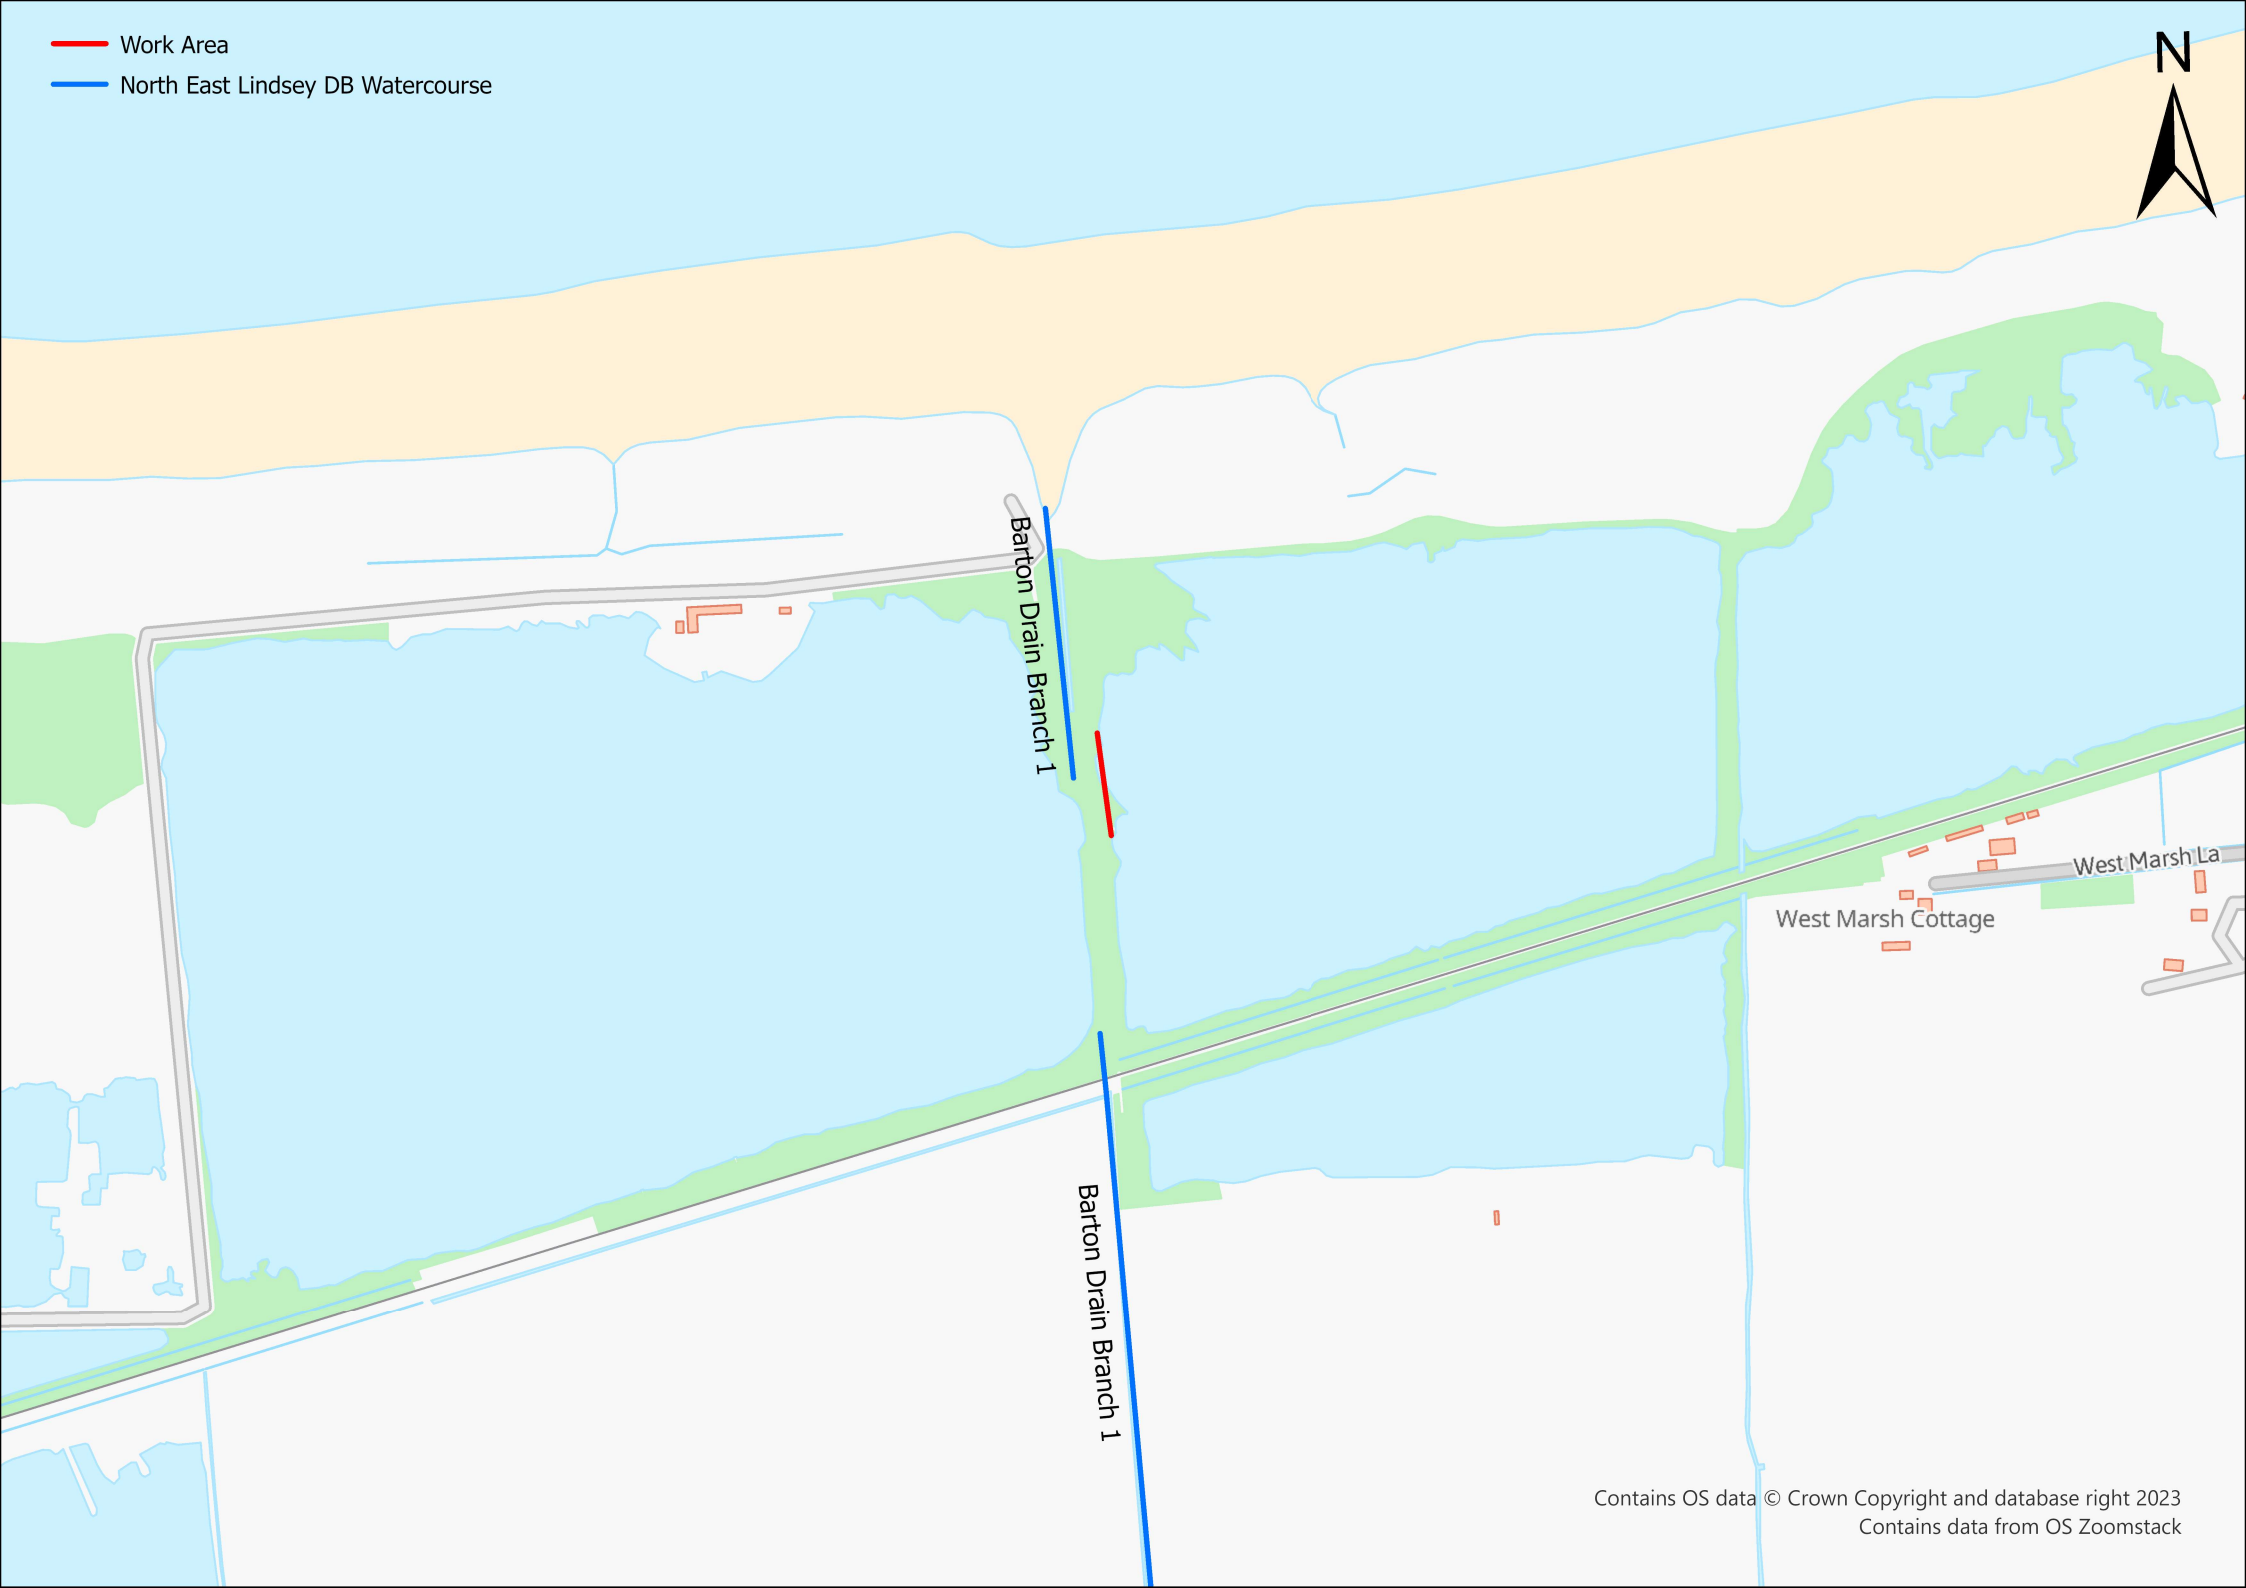 Work Area
North East Lindsey DB Watercourse
N
Barton Drain Branch 1
West Marsh La
West Marsh Cottage
Barton Drain Branch 1
Contains OS data © Crown Copyright and database right 2023
Contains data from OS Zoomstack